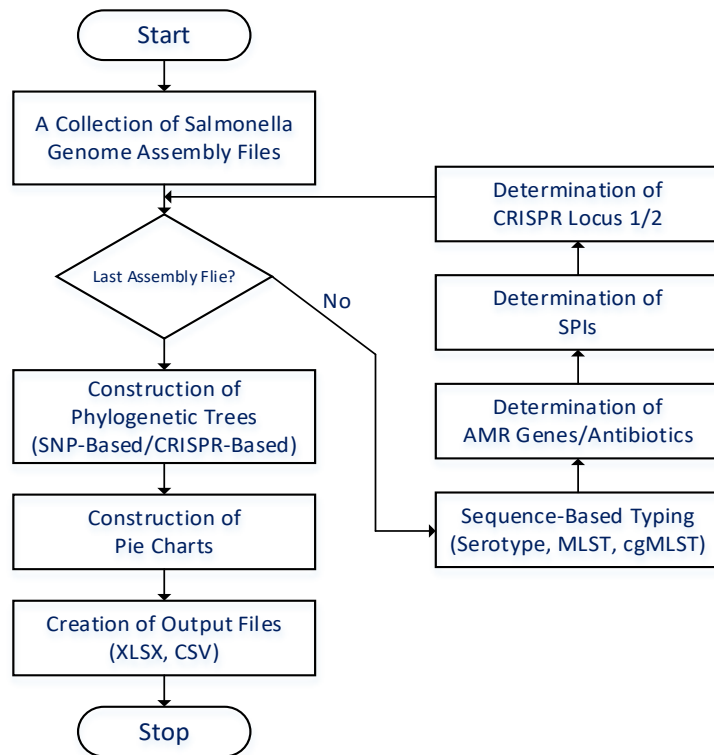 Start
A Collection of Salmonella
Genome Assembly Files
Last Assembly Flie?
No
Construction of
Phylogenetic Trees
(SNP-Based/CRISPR-Based)
Construction of
Pie Charts
Creation of Output Files
(XLSX, CSV)
Stop
Determination of
CRISPR Locus 1/2
Determination of
SPIs
Determination of
AMR Genes/Antibiotics
Sequence-Based Typing
(Serotype, MLST, cgMLST)